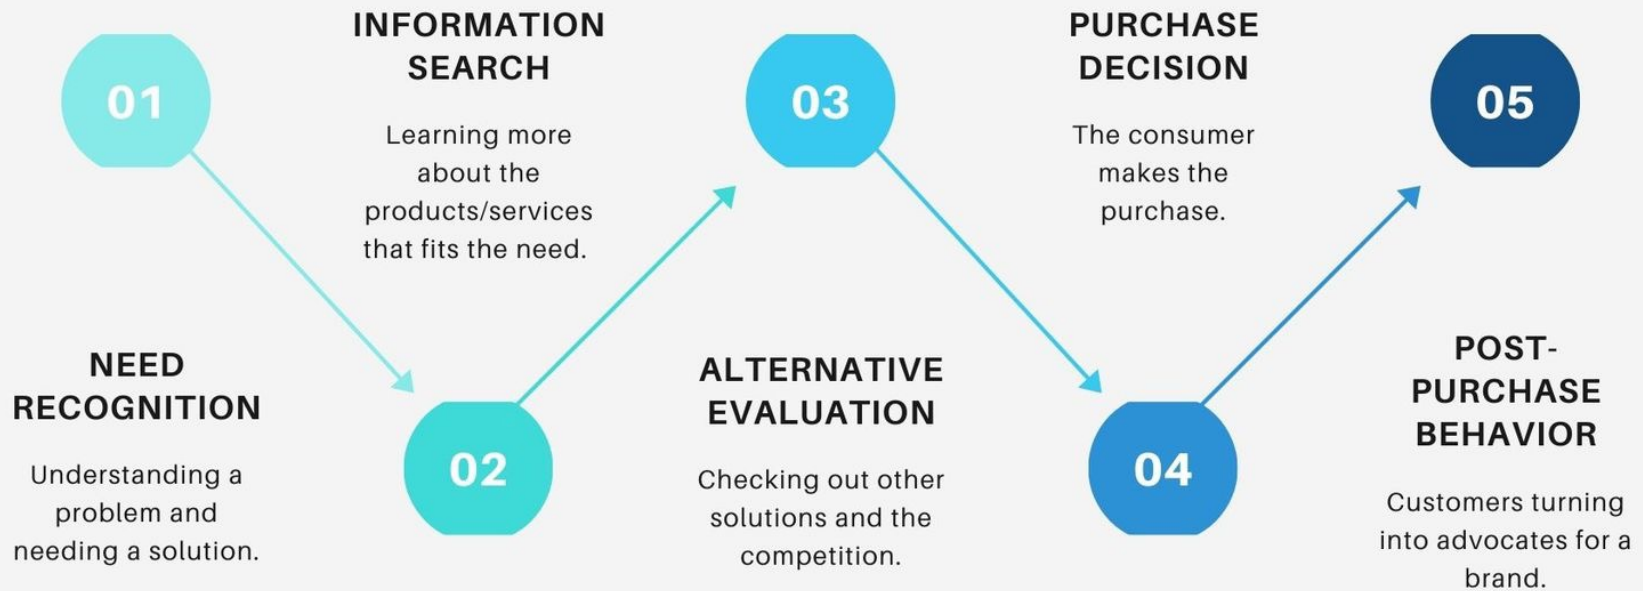 01
NEED
RECOGNITION
Understanding a
problem and
needing a solution.
INFORMATION
SEARCH
Learning more
about the
products/services
that fits the need.
02
03
ALTERNATIVE
EVALUATION
Checking out other
solutions and the
competition.
PURCHASE
DECISION
The consumer
makes the
purchase.
04
05
POST-
PURCHASE
BEHAVIOR
Customers turning
into advocates for a
brand.